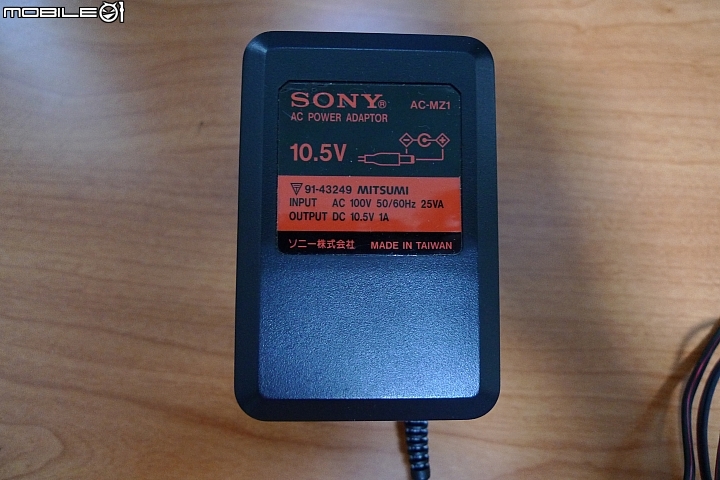 MOBILE01
SONY® AC-MZ1
AC POWER ADAPTOR
10.5V
91-43249 MITSUMI
INPUT AC 100V 50/60Hz 25VA
OUTPUT DC 10.5V 1A
ソニー株式会社 MADE IN TAIWAN